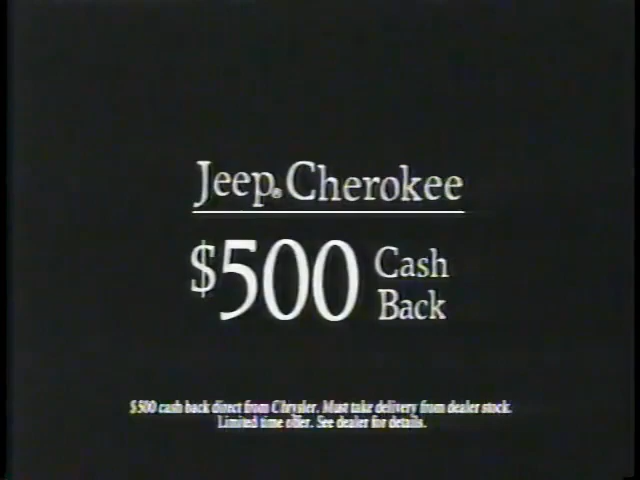 Jeep® Cherokee
$500 Cash Back
$500 cash back direct from Chrysler. Must take delivery from dealer stock.
Limited time offer. See dealer for details.